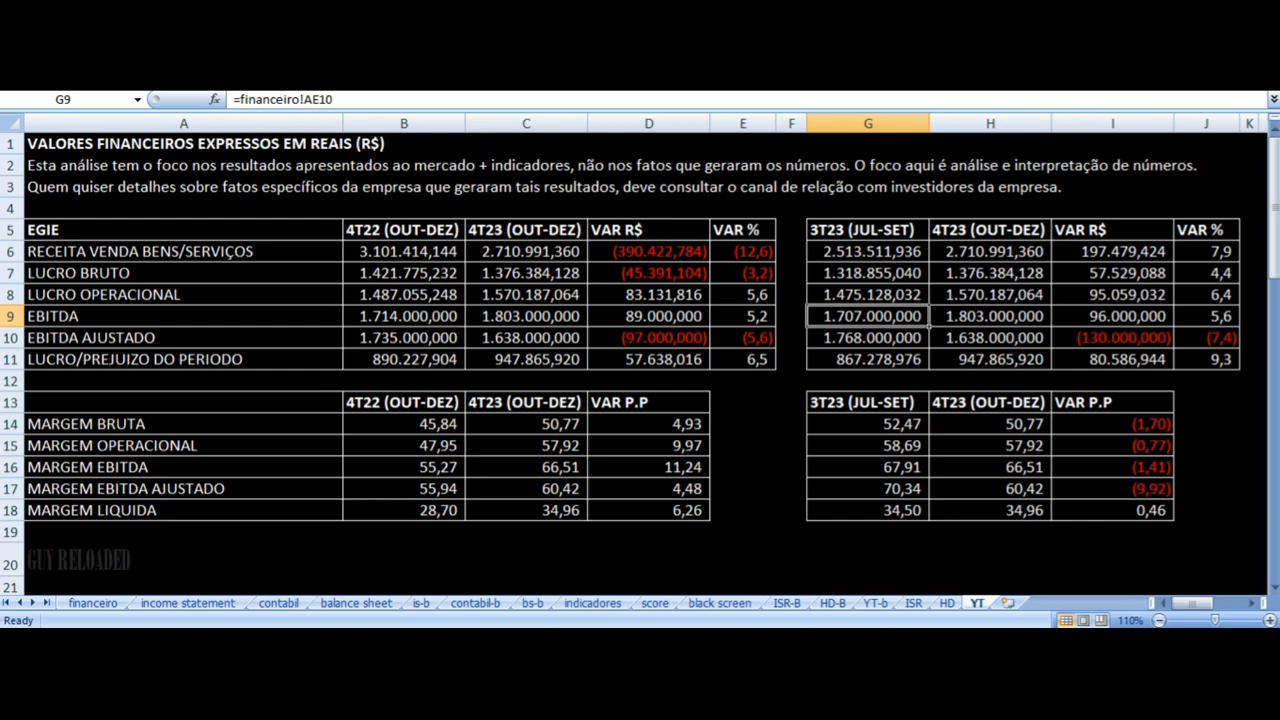 G9 fx =financeiro!AE10
A B C D E F G H I J K
1 VALORES FINANCEIROS EXPRESSOS EM REAIS (R$)
2 Esta análise tem o foco nos resultados apresentados ao mercado + indicadores, não nos fatos que geraram os números. O foco aqui é análise e interpretação de números.
3 Quem quiser detalhes sobre fatos específicos da empresa que geraram tais resultados, deve consultar o canal de relação com investidores da empresa.
4
5 EGIE 4T22 (OUT-DEZ) 4T23 (OUT-DEZ) VAR R$ VAR % 3T23 (JUL-SET) 4T23 (OUT-DEZ) VAR R$ VAR %
6 RECEITA VENDA BENS/SERVIÇOS 3.101.414,144 2.710.991,360 (390.422,784) (12,6) 2.513.511,936 2.710.991,360 197.479,424 7,9
7 LUCRO BRUTO 1.421.775,232 1.376.384,128 (45.391,104) (3,2) 1.318.855,040 1.376.384,128 57.529,088 4,4
8 LUCRO OPERACIONAL 1.487.055,248 1.570.187,064 83.131,816 5,6 1.475.128,032 1.570.187,064 95.059,032 6,4
9 EBITDA 1.714.000,000 1.803.000,000 89.000,000 5,2 1.707.000,000 1.803.000,000 96.000,000 5,6
10 EBITDA AJUSTADO 1.735.000,000 1.638.000,000 (97.000,000) (5,6) 1.768.000,000 1.638.000,000 (130.000,000) (7,4)
11 LUCRO/PREJUIZO DO PERIODO 890.227,904 947.865,920 57.638,016 6,5 867.278,976 947.865,920 80.586,944 9,3
12
13 4T22 (OUT-DEZ) 4T23 (OUT-DEZ) VAR P.P 3T23 (JUL-SET) 4T23 (OUT-DEZ) VAR P.P
14 MARGEM BRUTA 45,84 50,77 4,93 52,47 50,77 (1,70)
15 MARGEM OPERACIONAL 47,95 57,92 9,97 58,69 57,92 (0,77)
16 MARGEM EBITDA 55,27 66,51 11,24 67,91 66,51 (1,41)
17 MARGEM EBITDA AJUSTADO 55,94 60,42 4,48 70,34 60,42 (9,92)
18 MARGEM LIQUIDA 28,70 34,96 6,26 34,50 34,96 0,46
19
20 GUY RELOADED
21
financeiro income statement contabil balance sheet is-b contabil-b bs-b indicadores score black screen ISR-B HD-B YT-b ISR HD YT
Ready 110%